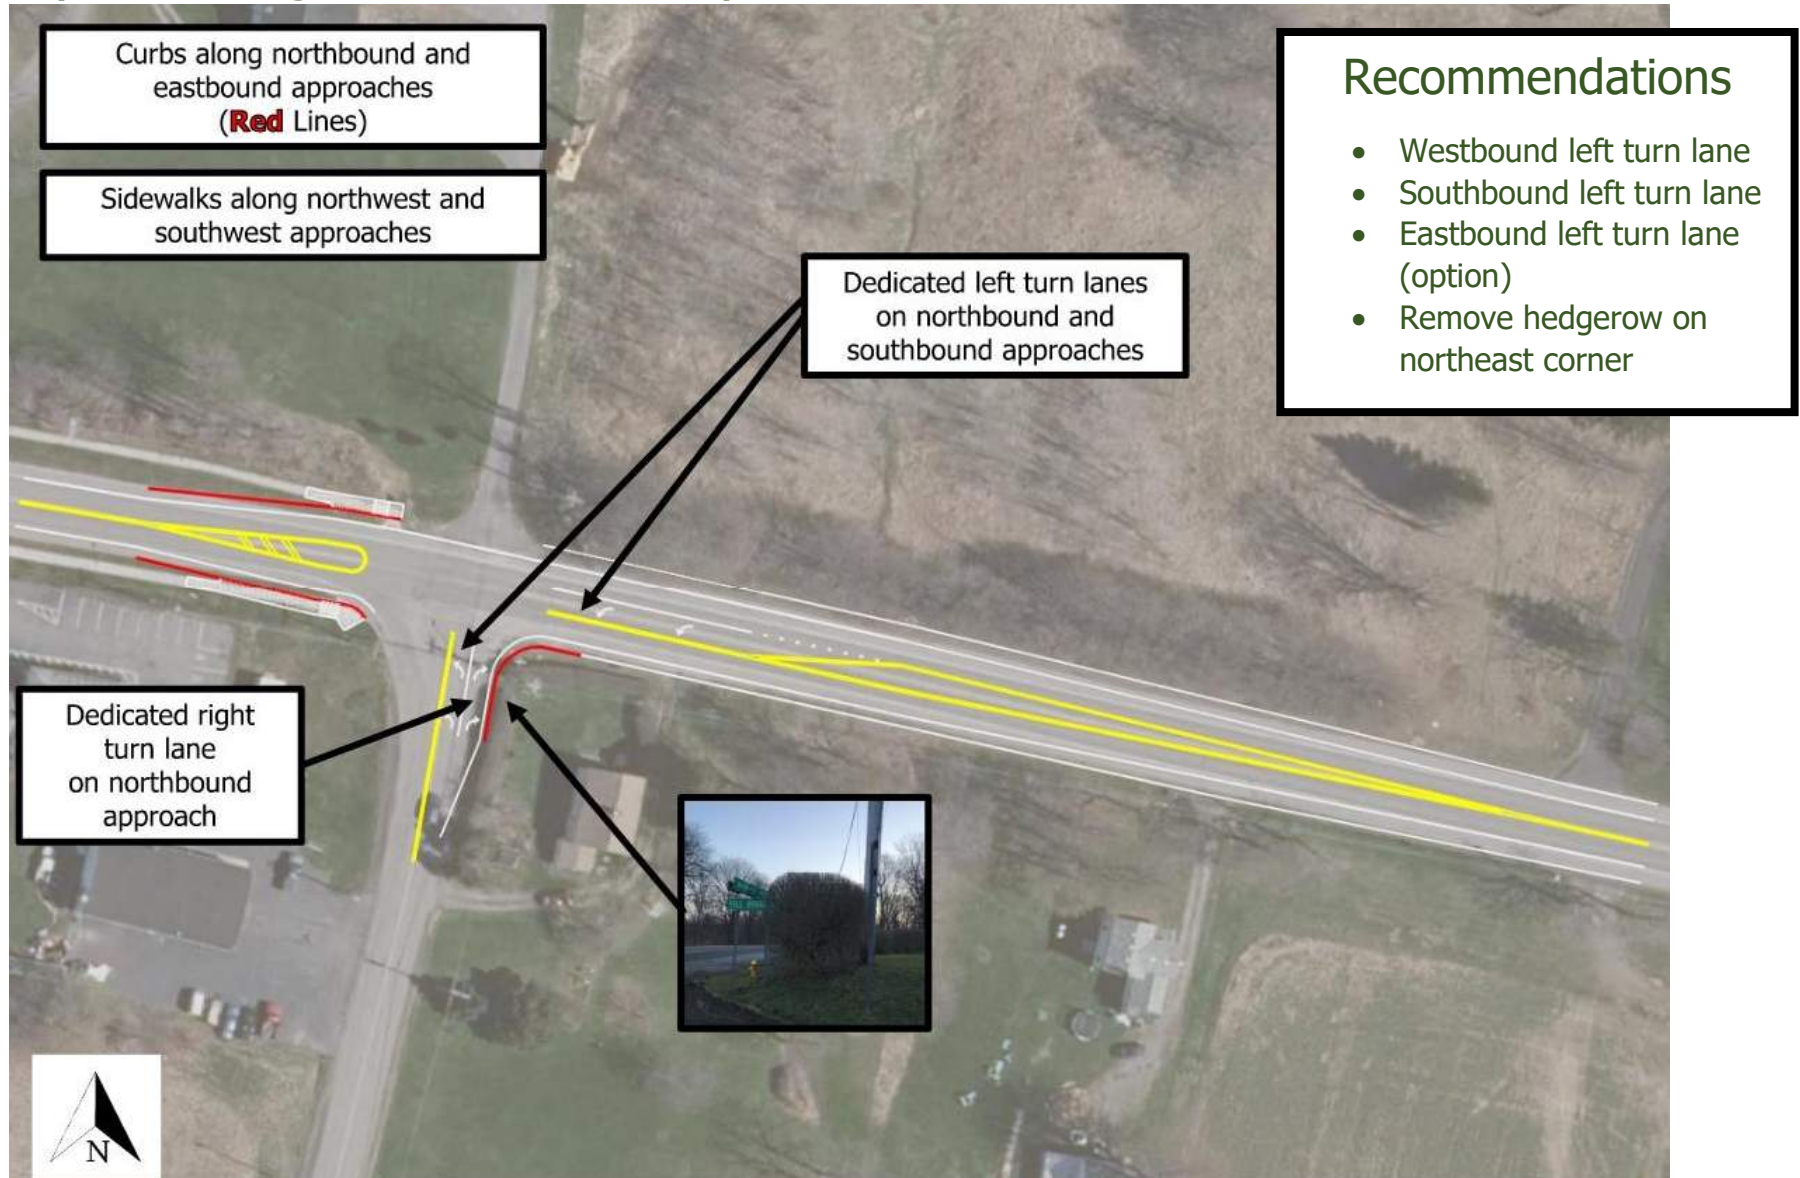 Curbs along northbound and
eastbound approaches
(Red Lines)
Sidewalks along northwest and
southwest approaches
Recommendations
• Westbound left turn lane
• Southbound left turn lane
• Eastbound left turn lane
(option)
• Remove hedgerow on
northeast corner
Dedicated left turn lanes
on northbound and
southbound approaches
Dedicated right
turn lane
on northbound
approach
N